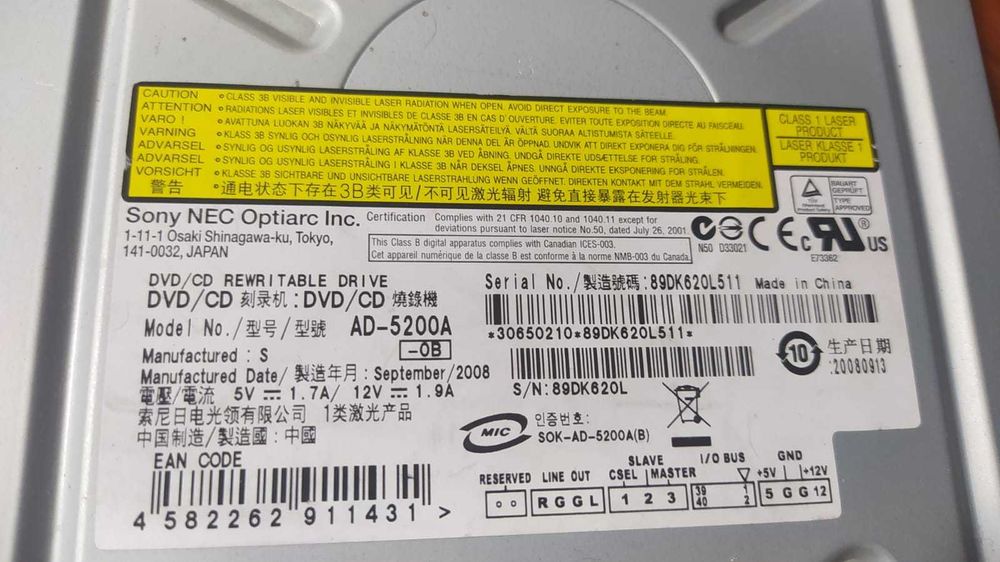 CAUTION • CLASS 3B VISIBLE AND INVISIBLE LASER RADIATION WHEN OPEN. AVOID DIRECT EXPOSURE TO THE BEAM.
ATTENTION • RADIATIONS LASER VISIBLES ET INVISIBLES DE CLASSE 3B EN CAS D'OUVERTURE. EVITER TOUTE EXPOSITION DIRECTE AU FAISCEAU.
VARO ! • AVATTUNA LUOKAN 3B NÄKYVÄÄ JA NÄKYMÄTÖNTÄ LASERSÄTEILYÄ. VÄLTÄ SUORAA ALTISTUMISTA SÄTEELLE.
VARNING • KLASS 3B SYNLIG OCH OSYNLIG LASERSTRÅLNING NÄR DENNA DEL ÄR ÖPPNAD. UNDVIK ATT DIREKT EXPONERA DIG FÖR STRÅLNINGEN.
ADVARSEL • SYNLIG OG USYNLIG LASERSTRÅLING AF KLASSE 3B VED ÅBNING. UNDGÅ DIREKTE UDSÆTTELSE FOR STRÅLING.
ADVARSEL • SYNLIG OG USYNLIG LASERSTRÅLING I KLASSE 3B NÅR DEKSEL ÅPNES. UNNGÅ DIREKTE EKSPONERING FOR STRÅLEN.
VORSICHT • KLASSE 3B SICHTBARE UND UNSICHTBARE LASERSTRAHLUNG WENN GEÖFFNET. DIREKTEN KONTAKT MIT DEM STRAHL VERMEIDEN.
警告 • 通电状态下存在3B类可见/不可见激光辐射 避免直接暴露在发射器光束下
CLASS 1 LASER
PRODUCT
LASER KLASSE 1
PRODUKT
TÜV
Product Safety
BAUART
GEPRÜFT
TYPE
APPROVED
Sony NEC Optiarc Inc.
1-11-1 Osaki Shinagawa-ku, Tokyo,
141-0032, JAPAN
Certification Complies with 21 CFR 1040.10 and 1040.11 except for
deviations pursuant to laser notice No.50, dated July 26, 2001.
This Class B digital apparatus complies with Canadian ICES-003.
Cet appareil numérique de la classe B est conforme à la norme NMB-003 du Canada.
N50 D33021
CE
c RU® US
E73362
DVD/CD REWRITABLE DRIVE
DVD/CD 刻录机 : DVD/CD 燒錄機
Model No./型号/型號 AD-5200A
-0B
Manufactured : S
Manufactured Date/ 製造年月 : September/2008
電壓/電流 5V ⎓ 1.7A/ 12V ⎓ 1.9A
索尼日电光领有限公司 1类激光产品
中国制造/製造國 : 中國
Serial No./製造號碼 : 89DK620L511 Made in China
*30650210*89DK620L511*
S/N:89DK620L
10
生产日期
:20080913
MIC
인증번호 :
SOK-AD-5200A(B)
EAN CODE
4 582262 911431 >
RESERVED LINE OUT SLAVE I/O BUS GND
CSEL MASTER +5V +12V
R G G L
1 2 3
39 1
40 2
5 G G 12